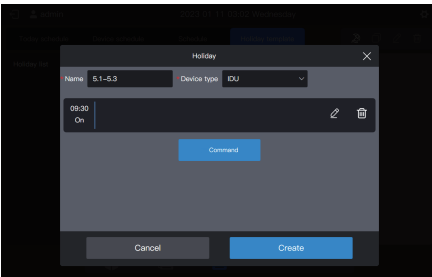 Holiday
*Name 5.1-5.3 *Device type IDU
09:30
On
Command
Cancel Create